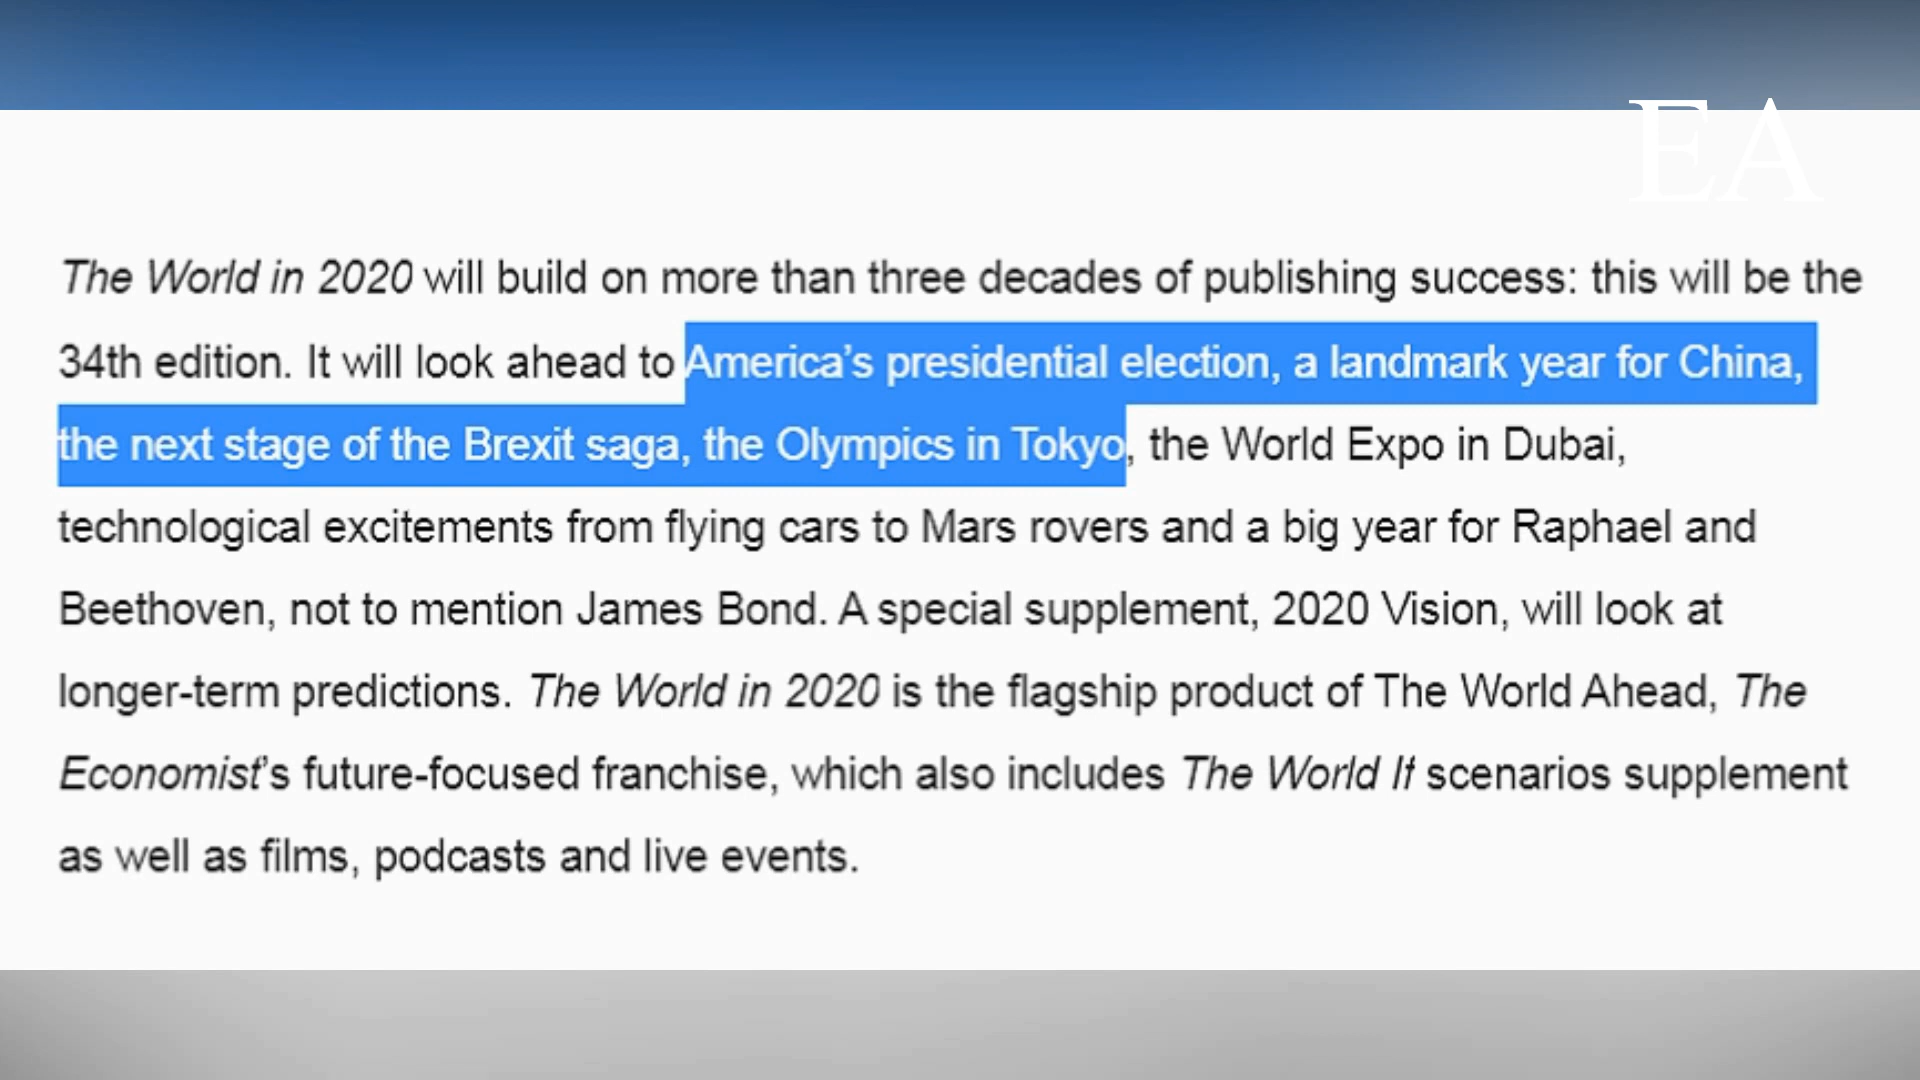 EA
The World in 2020 will build on more than three decades of publishing success: this will be the
34th edition. It will look ahead to America’s presidential election, a landmark year for China,
the next stage of the Brexit saga, the Olympics in Tokyo, the World Expo in Dubai,
technological excitements from flying cars to Mars rovers and a big year for Raphael and
Beethoven, not to mention James Bond. A special supplement, 2020 Vision, will look at
longer-term predictions. The World in 2020 is the flagship product of The World Ahead, The
Economist's future-focused franchise, which also includes The World If scenarios supplement
as well as films, podcasts and live events.